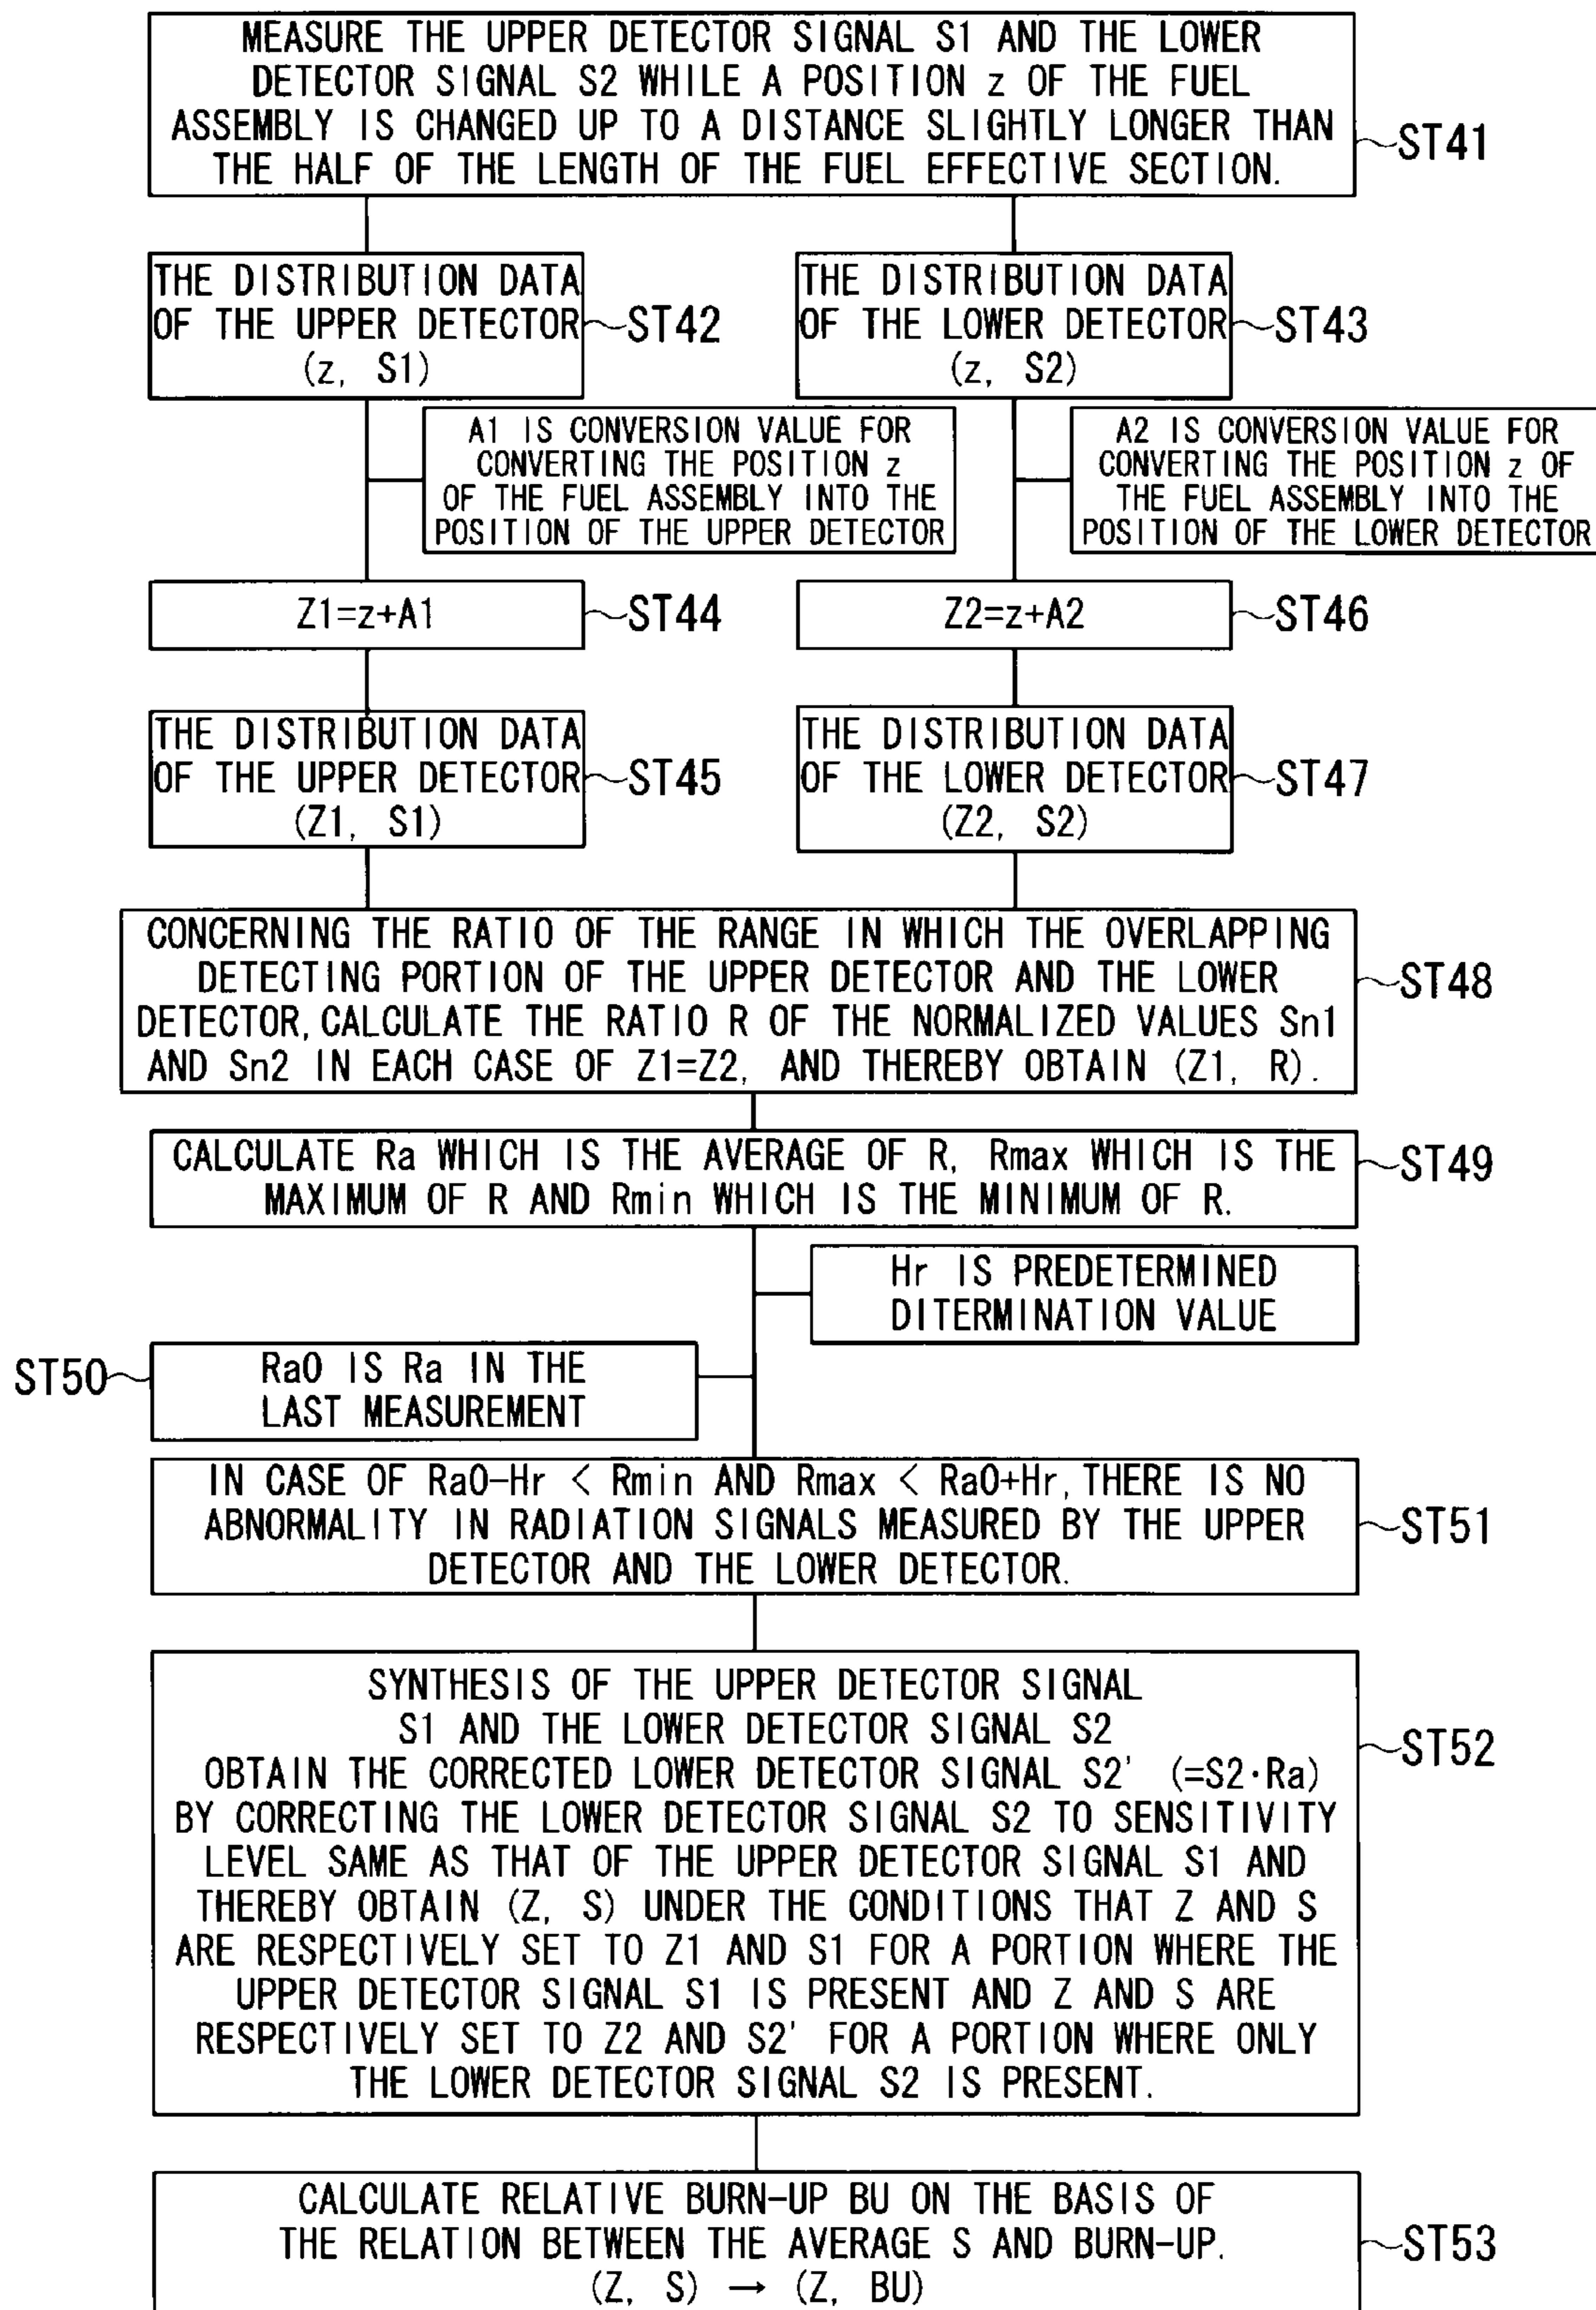 MEASURE THE UPPER DETECTOR SIGNAL S1 AND THE LOWER
DETECTOR SIGNAL S2 WHILE A POSITION z OF THE FUEL
ASSEMBLY IS CHANGED UP TO A DISTANCE SLIGHTLY LONGER THAN
THE HALF OF THE LENGTH OF THE FUEL EFFECTIVE SECTION.
ST41
THE DISTRIBUTION DATA
OF THE UPPER DETECTOR
(z, S1)
ST42
THE DISTRIBUTION DATA
OF THE LOWER DETECTOR
(z, S2)
ST43
A1 IS CONVERSION VALUE FOR
CONVERTING THE POSITION z
OF THE FUEL ASSEMBLY INTO THE
POSITION OF THE UPPER DETECTOR
A2 IS CONVERSION VALUE FOR
CONVERTING THE POSITION z OF
THE FUEL ASSEMBLY INTO THE
POSITION OF THE LOWER DETECTOR
Z1=z+A1
ST44
Z2=z+A2
ST46
THE DISTRIBUTION DATA
OF THE UPPER DETECTOR
(Z1, S1)
ST45
THE DISTRIBUTION DATA
OF THE LOWER DETECTOR
(Z2, S2)
ST47
CONCERNING THE RATIO OF THE RANGE IN WHICH THE OVERLAPPING
DETECTING PORTION OF THE UPPER DETECTOR AND THE LOWER
DETECTOR, CALCULATE THE RATIO R OF THE NORMALIZED VALUES Sn1
AND Sn2 IN EACH CASE OF Z1=Z2, AND THEREBY OBTAIN (Z1, R).
ST48
CALCULATE Ra WHICH IS THE AVERAGE OF R, Rmax WHICH IS THE
MAXIMUM OF R AND Rmin WHICH IS THE MINIMUM OF R.
ST49
Hr IS PREDETERMINED
DITERMINATION VALUE
ST50
Ra0 IS Ra IN THE
LAST MEASUREMENT
IN CASE OF Ra0-Hr < Rmin AND Rmax < Ra0+Hr, THERE IS NO
ABNORMALITY IN RADIATION SIGNALS MEASURED BY THE UPPER
DETECTOR AND THE LOWER DETECTOR.
ST51
SYNTHESIS OF THE UPPER DETECTOR SIGNAL
S1 AND THE LOWER DETECTOR SIGNAL S2
OBTAIN THE CORRECTED LOWER DETECTOR SIGNAL S2' (=S2·Ra)
BY CORRECTING THE LOWER DETECTOR SIGNAL S2 TO SENSITIVITY
LEVEL SAME AS THAT OF THE UPPER DETECTOR SIGNAL S1 AND
THEREBY OBTAIN (Z, S) UNDER THE CONDITIONS THAT Z AND S
ARE RESPECTIVELY SET TO Z1 AND S1 FOR A PORTION WHERE THE
UPPER DETECTOR SIGNAL S1 IS PRESENT AND Z AND S ARE
RESPECTIVELY SET TO Z2 AND S2' FOR A PORTION WHERE ONLY
THE LOWER DETECTOR SIGNAL S2 IS PRESENT.
ST52
CALCULATE RELATIVE BURN-UP BU ON THE BASIS OF
THE RELATION BETWEEN THE AVERAGE S AND BURN-UP.
(Z, S) → (Z, BU)
ST53